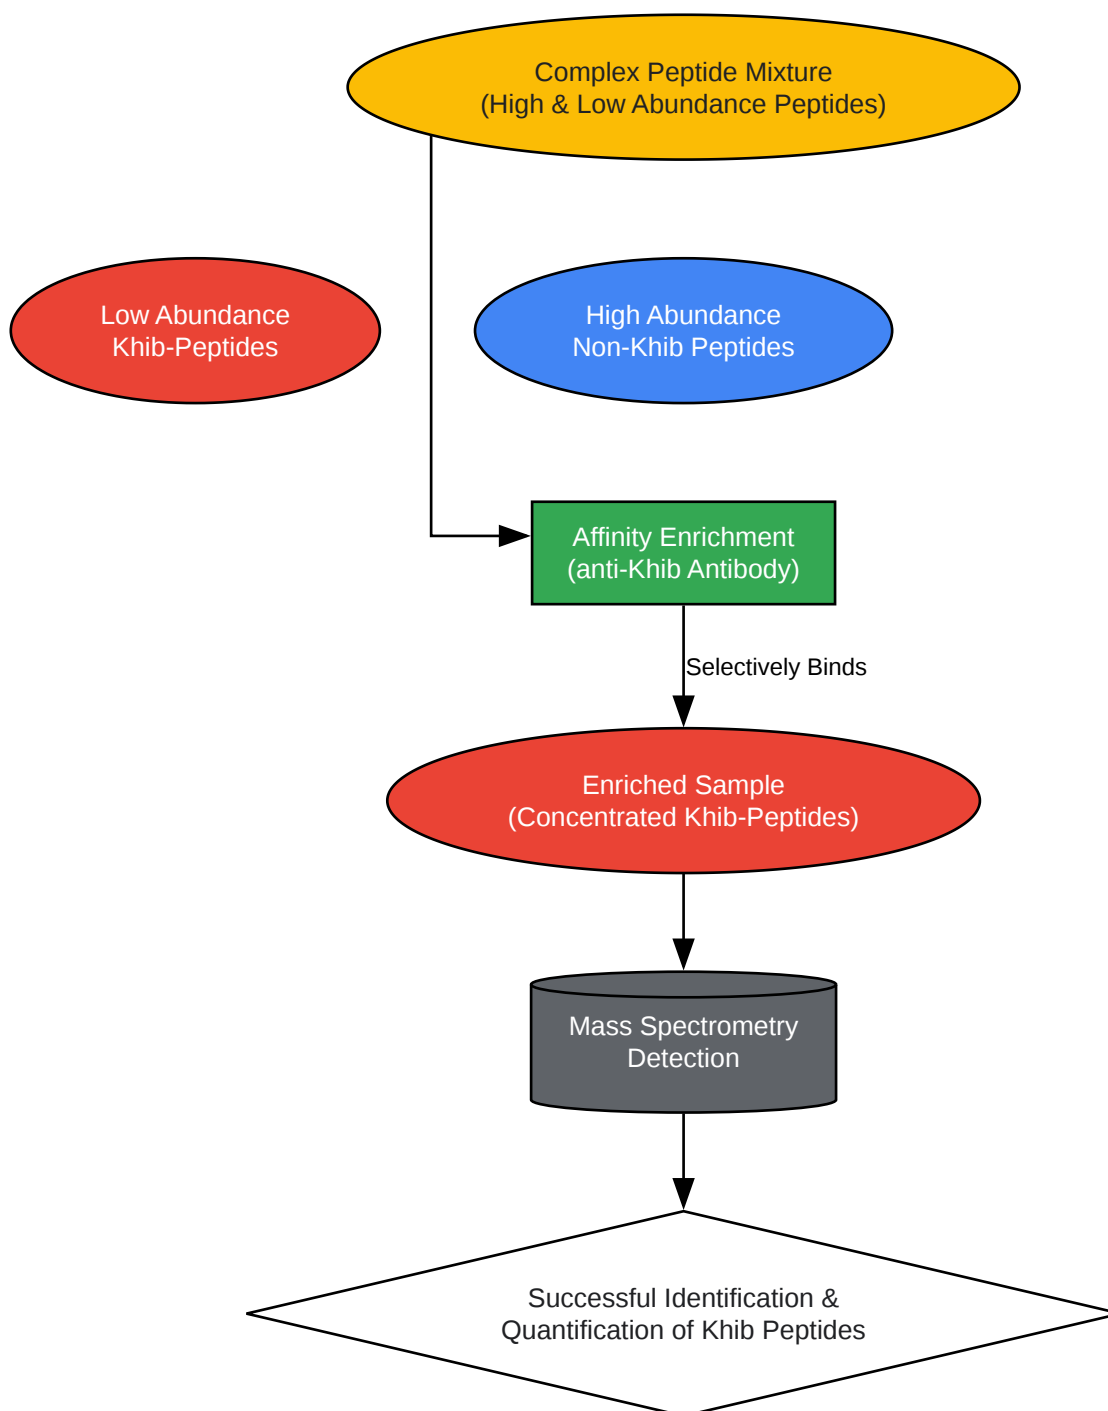 Complex Peptide Mixture
(High & Low Abundance Peptides)
Low Abundance
Khib-Peptides
High Abundance
Non-Khib Peptides
Affinity Enrichment
(anti-Khib Antibody)
Selectively Binds
Enriched Sample
(Concentrated Khib-Peptides)
Mass Spectrometry
Detection
Successful Identification &
Quantification of Khib Peptides